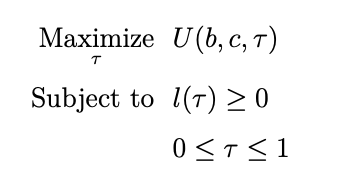 Maximize U(b, c, τ)
τ
Subject to l(τ) ≥ 0
0 ≤ τ ≤ 1